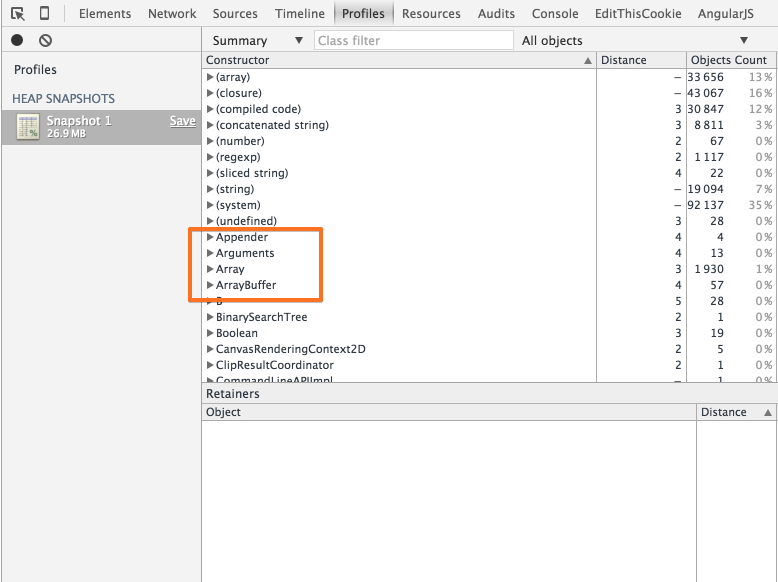 Elements Network Sources Timeline Profiles Resources Audits Console EditThisCookie AngularJS
Summary ▼ Class filter All objects ▼
Profiles
HEAP SNAPSHOTS
Snapshot 1 Save
26.9 MB
Constructor ▲ Distance Objects Count
(array) – 33 656 13 %
(closure) – 43 067 16 %
(compiled code) 3 30 847 12 %
(concatenated string) 3 8 811 3 %
(number) 2 67 0 %
(regexp) 2 1 117 0 %
(sliced string) 4 22 0 %
(string) – 19 094 7 %
(system) – 92 137 35 %
(undefined) 3 28 0 %
Appender 4 4 0 %
Arguments 4 13 0 %
Array 3 1 930 1 %
ArrayBuffer 4 57 0 %
B 5 28 0 %
BinarySearchTree 2 1 0 %
Boolean 3 19 0 %
CanvasRenderingContext2D 2 5 0 %
ClipResultCoordinator 2 1 0 %
CommandLineAPIImpl – 1 0 %
Retainers
Object Distance ▲